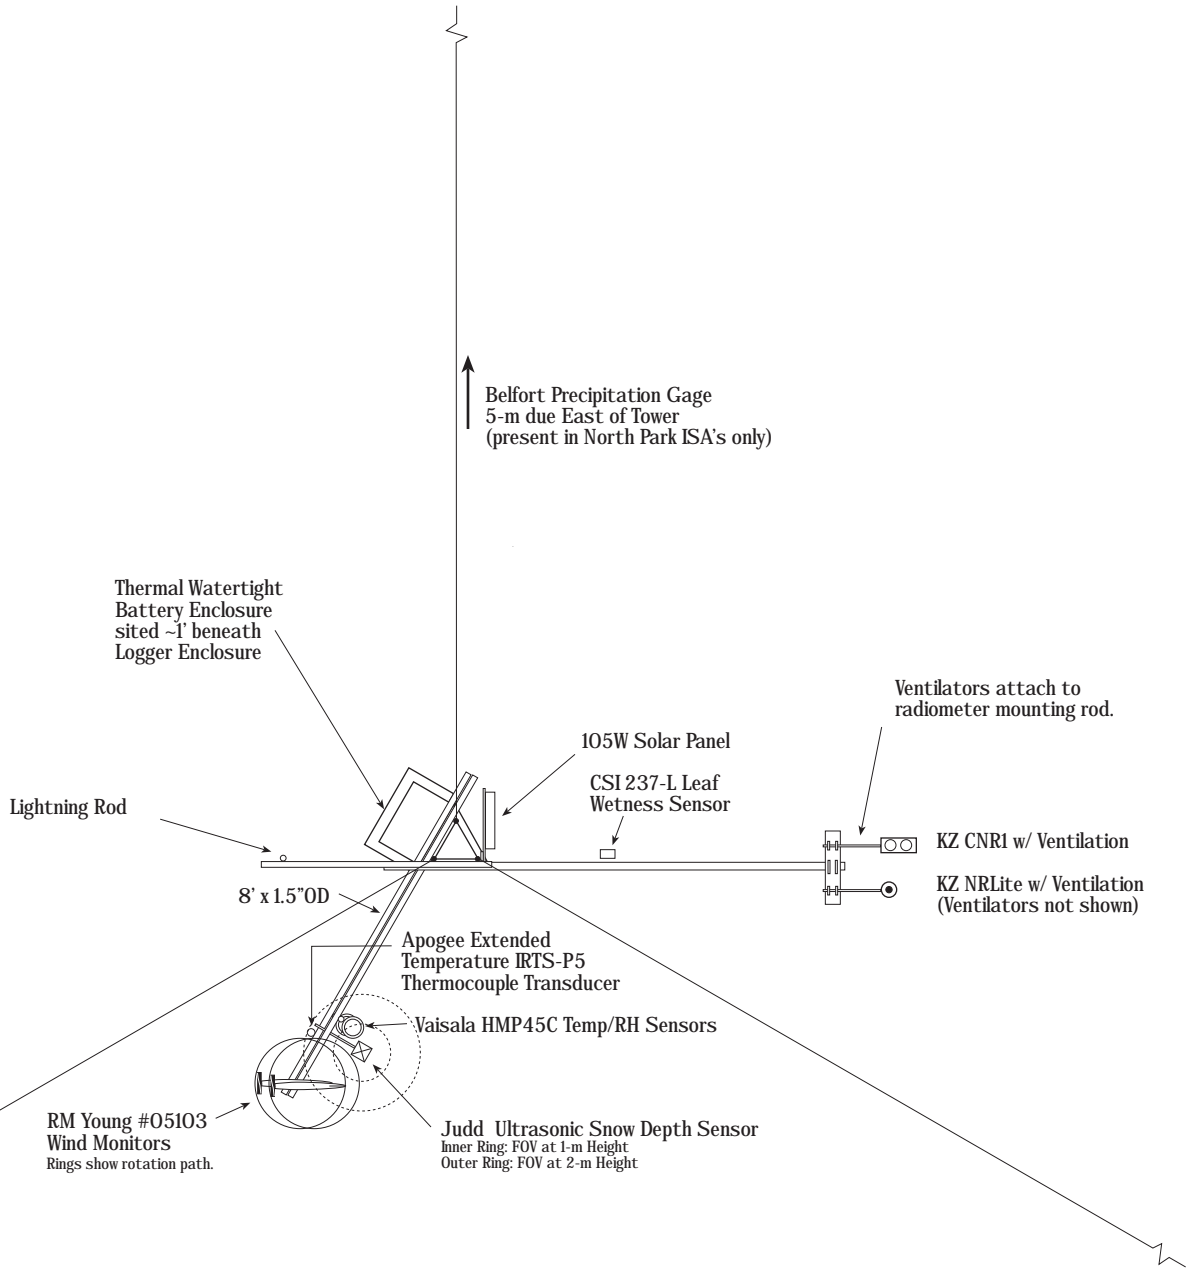 Belfort Precipitation Gage
5-m due East of Tower
(present in North Park ISA's only)
Thermal Watertight
Battery Enclosure
sited ~1' beneath
Logger Enclosure
Ventilators attach to
radiometer mounting rod.
105W Solar Panel
CSI 237-L Leaf
Wetness Sensor
Lightning Rod
KZ CNR1 w/ Ventilation
KZ NRLite w/ Ventilation
(Ventilators not shown)
8' x 1.5"OD
Apogee Extended
Temperature IRTS-P5
Thermocouple Transducer
Vaisala HMP45C Temp/RH Sensors
RM Young #05103
Wind Monitors
Rings show rotation path.
Judd Ultrasonic Snow Depth Sensor
Inner Ring: FOV at 1-m Height
Outer Ring: FOV at 2-m Height